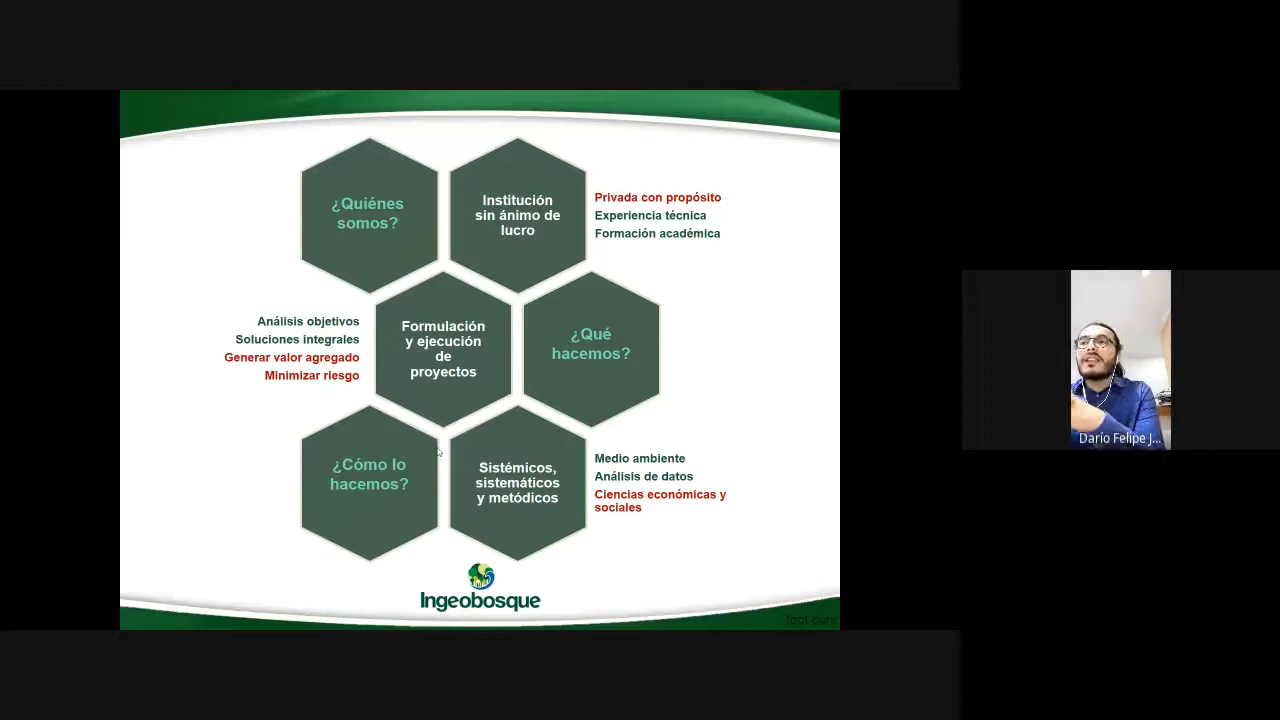 ¿Quiénes
somos?
Institución
sin ánimo de
lucro
Privada con propósito
Experiencia técnica
Formación académica
Análisis objetivos
Soluciones integrales
Generar valor agregado
Minimizar riesgo
Formulación
y ejecución
de
proyectos
¿Qué
hacemos?
¿Cómo lo
hacemos?
Sistémicos,
sistemáticos
y metódicos
Medio ambiente
Análisis de datos
Ciencias económicas y
sociales
Ingeobosque
Darío Felipe J...